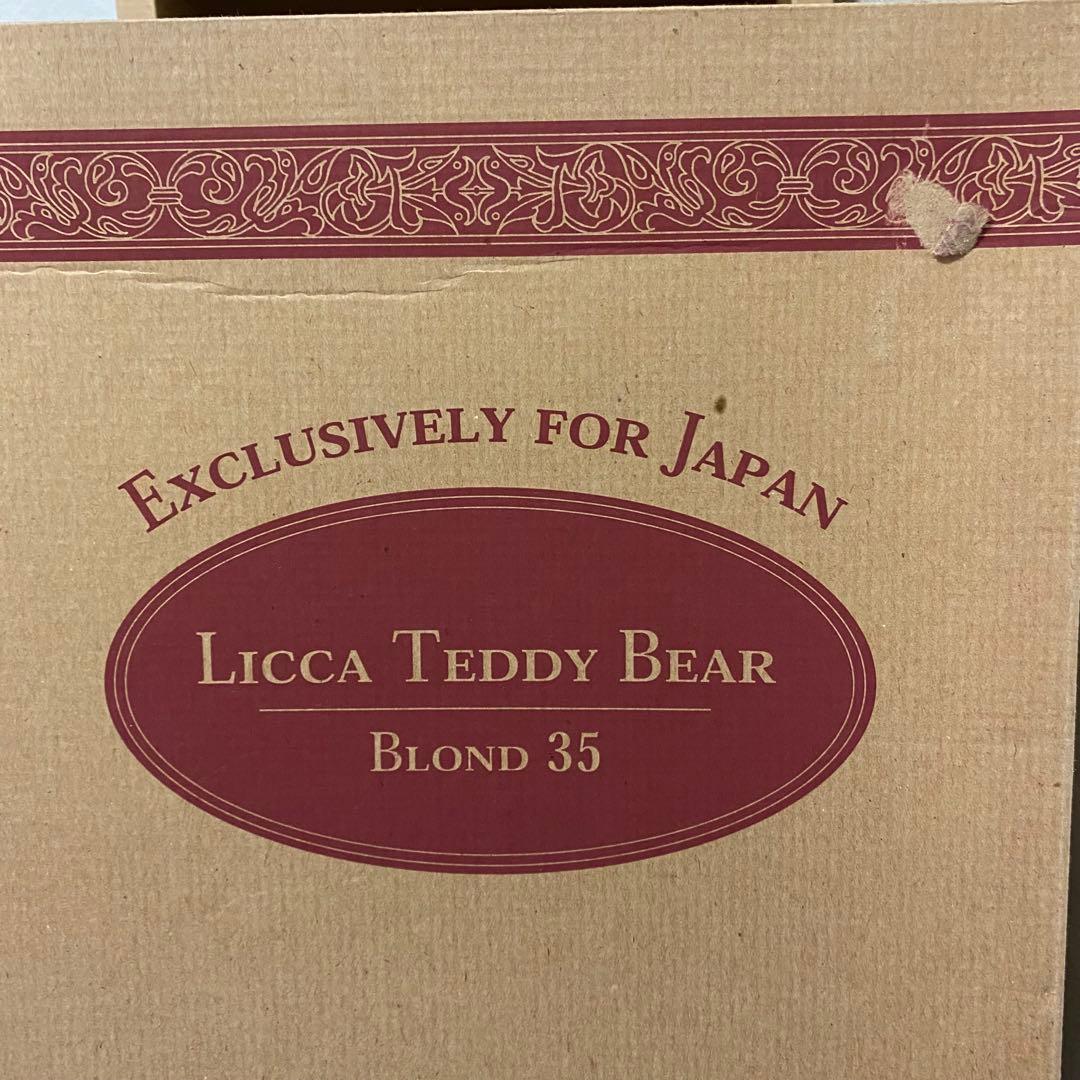 EXCLUSIVELY FOR JAPAN
LICCA TEDDY BEAR
BLOND 35